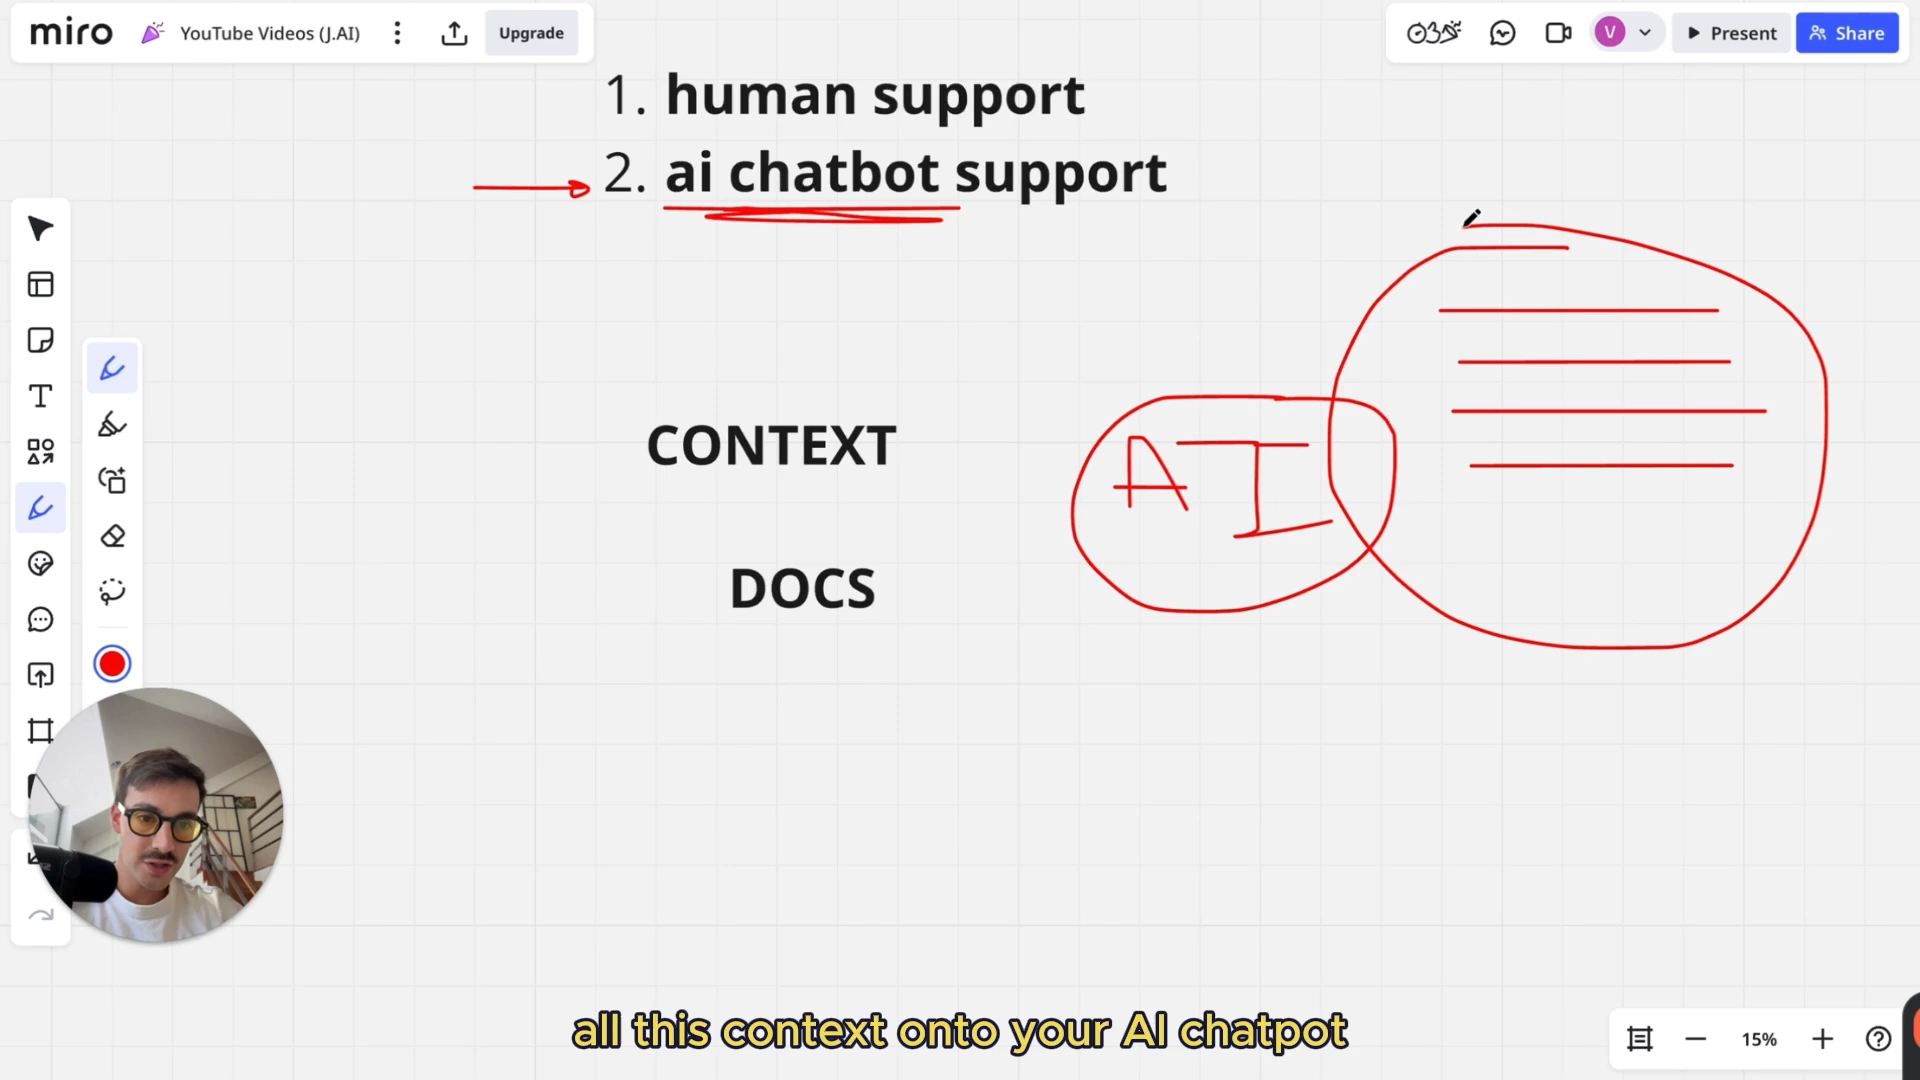 miro
YouTube Videos (J.AI)
Upgrade
V
Present
Share
1. human support
2. ai chatbot support
CONTEXT
AI
DOCS
all this context onto your AI chatpot
15%